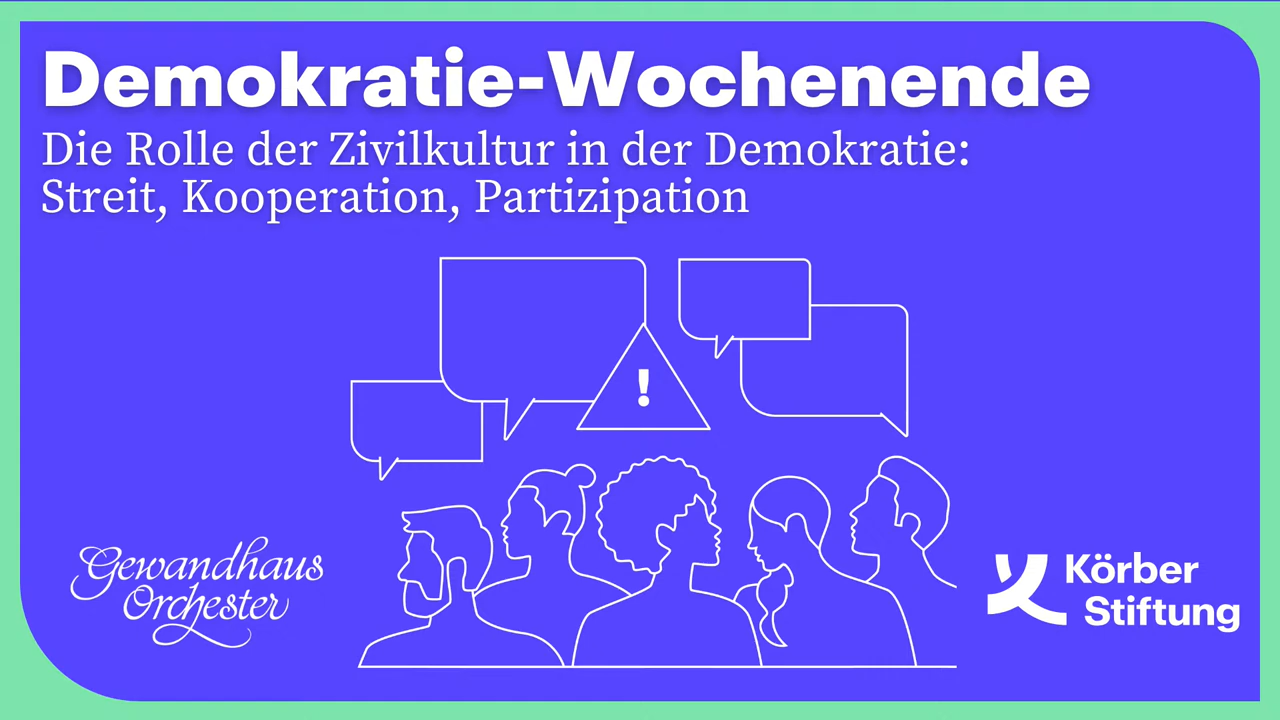 Demokratie-Wochenende
Die Rolle der Zivilkultur in der Demokratie:
Streit, Kooperation, Partizipation
!
Gewandhaus
Orchester
Körber
Stiftung